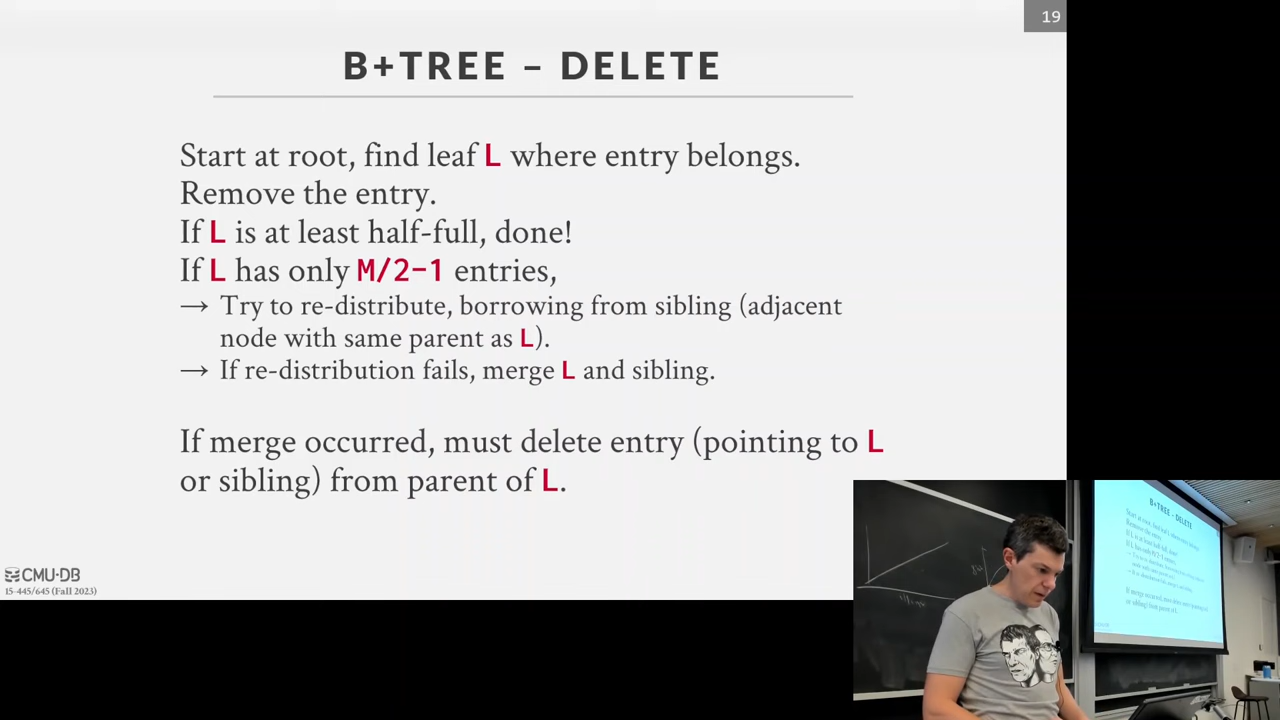 19
B+TREE – DELETE
Start at root, find leaf L where entry belongs.
Remove the entry.
If L is at least half-full, done!
If L has only M/2-1 entries,
→ Try to re-distribute, borrowing from sibling (adjacent
node with same parent as L).
→ If re-distribution fails, merge L and sibling.
If merge occurred, must delete entry (pointing to L
or sibling) from parent of L.
CMU·DB
15-445/645 (Fall 2023)
B+TREE – DELETE